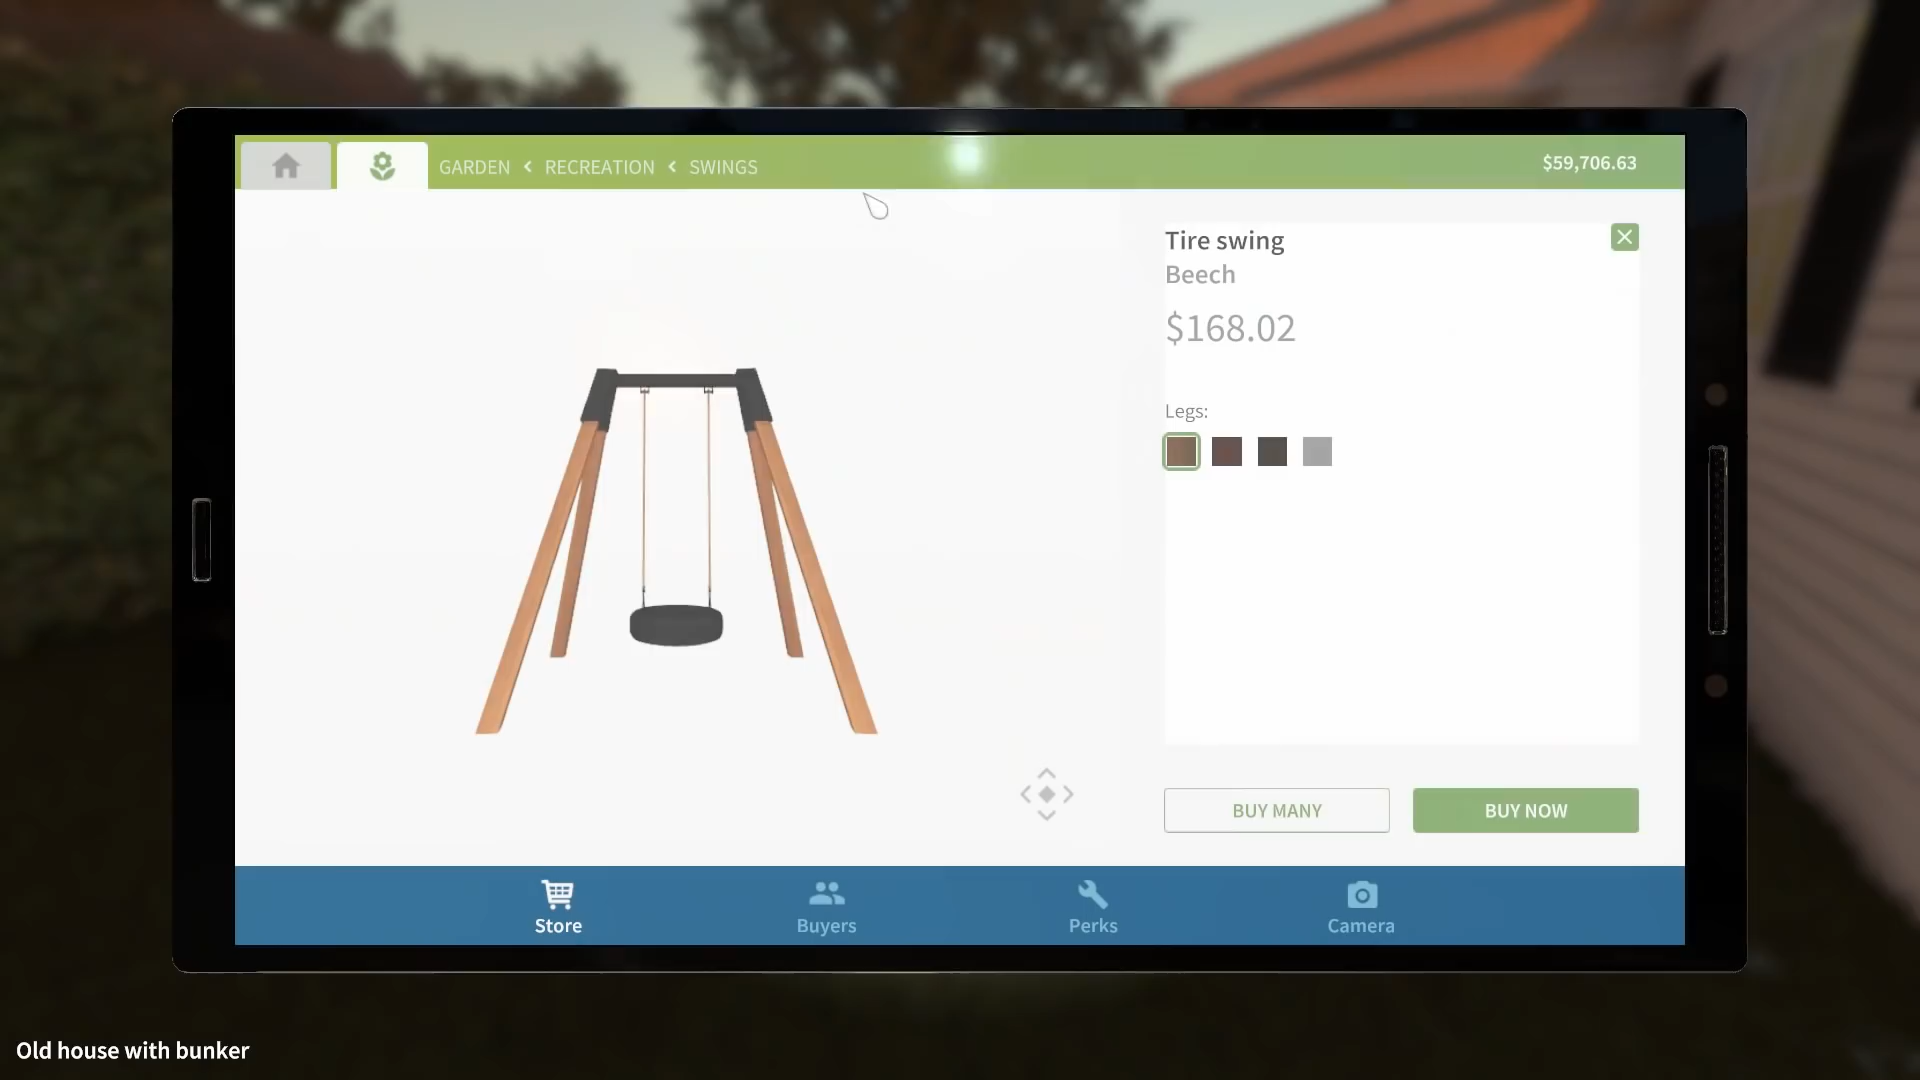 GARDEN < RECREATION < SWINGS
$59,706.63
Tire swing
Beech
$168.02
Legs:
BUY MANY
BUY NOW
Store
Buyers
Perks
Camera
Old house with bunker